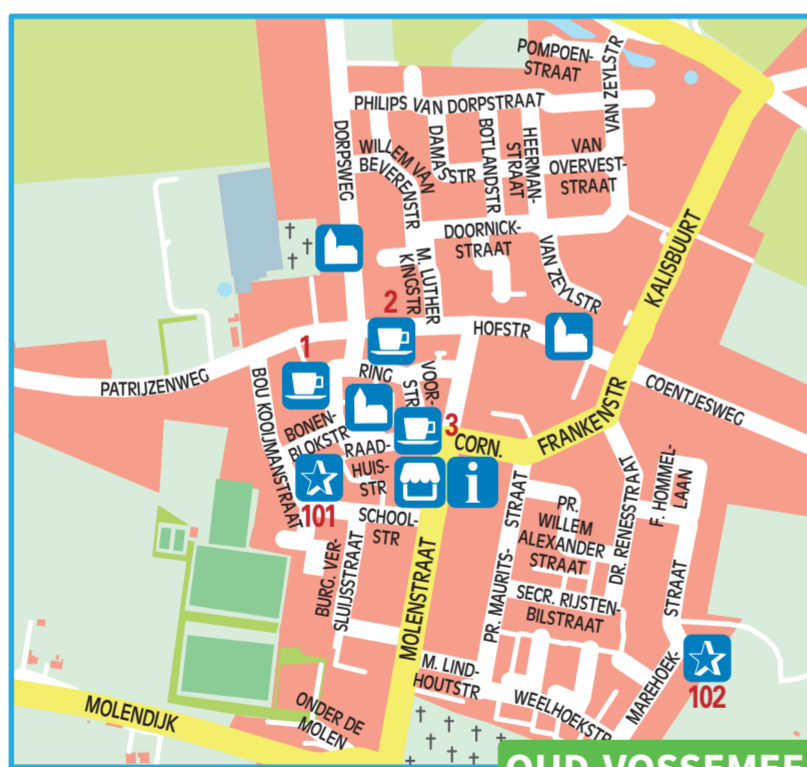 POMPOEN-
STRAAT
VAN ZEYLSTR
PHILIPS VAN DORPSTRAAT
DORPSWEG
WILLEM VAN
BEVERENSTR
DAMASSTR
BOTLANDSTR
HEERMAN-
STRAAT
VAN
OVERVEST-
STRAAT
DOORNICK-
STRAAT
VAN ZEYLSTR
KALISBUURT
M. LUTHER
KINGSTR
2
HOFSTR
1
PATRIJZENWEG
RING
VOOR-
STR
COENTJESWEG
BOU KOOIJMANSTRAAT
BONEN-
BLOKSTR
3
CORN.
FRANKENSTR
RAAD-
HUIS-
STR
i
101
SCHOOL-
STR
BURG. VER-
SLUIJSSTRAAT
MOLENSTRAAT
PR. MAURITS-
STRAAT
PR.
WILLEM
ALEXANDER
STRAAT
DR. RENESSTRAAT
F. HOMMEL-
LAAN
SECR. RIJSTEN-
BILSTRAAT
MAREHOEK-
STRAAT
102
M. LIND-
HOUTSTR
WEELHOEKSTR
MOLENDIJK
ONDER DE
MOLEN
OUD-VOSSEMEE